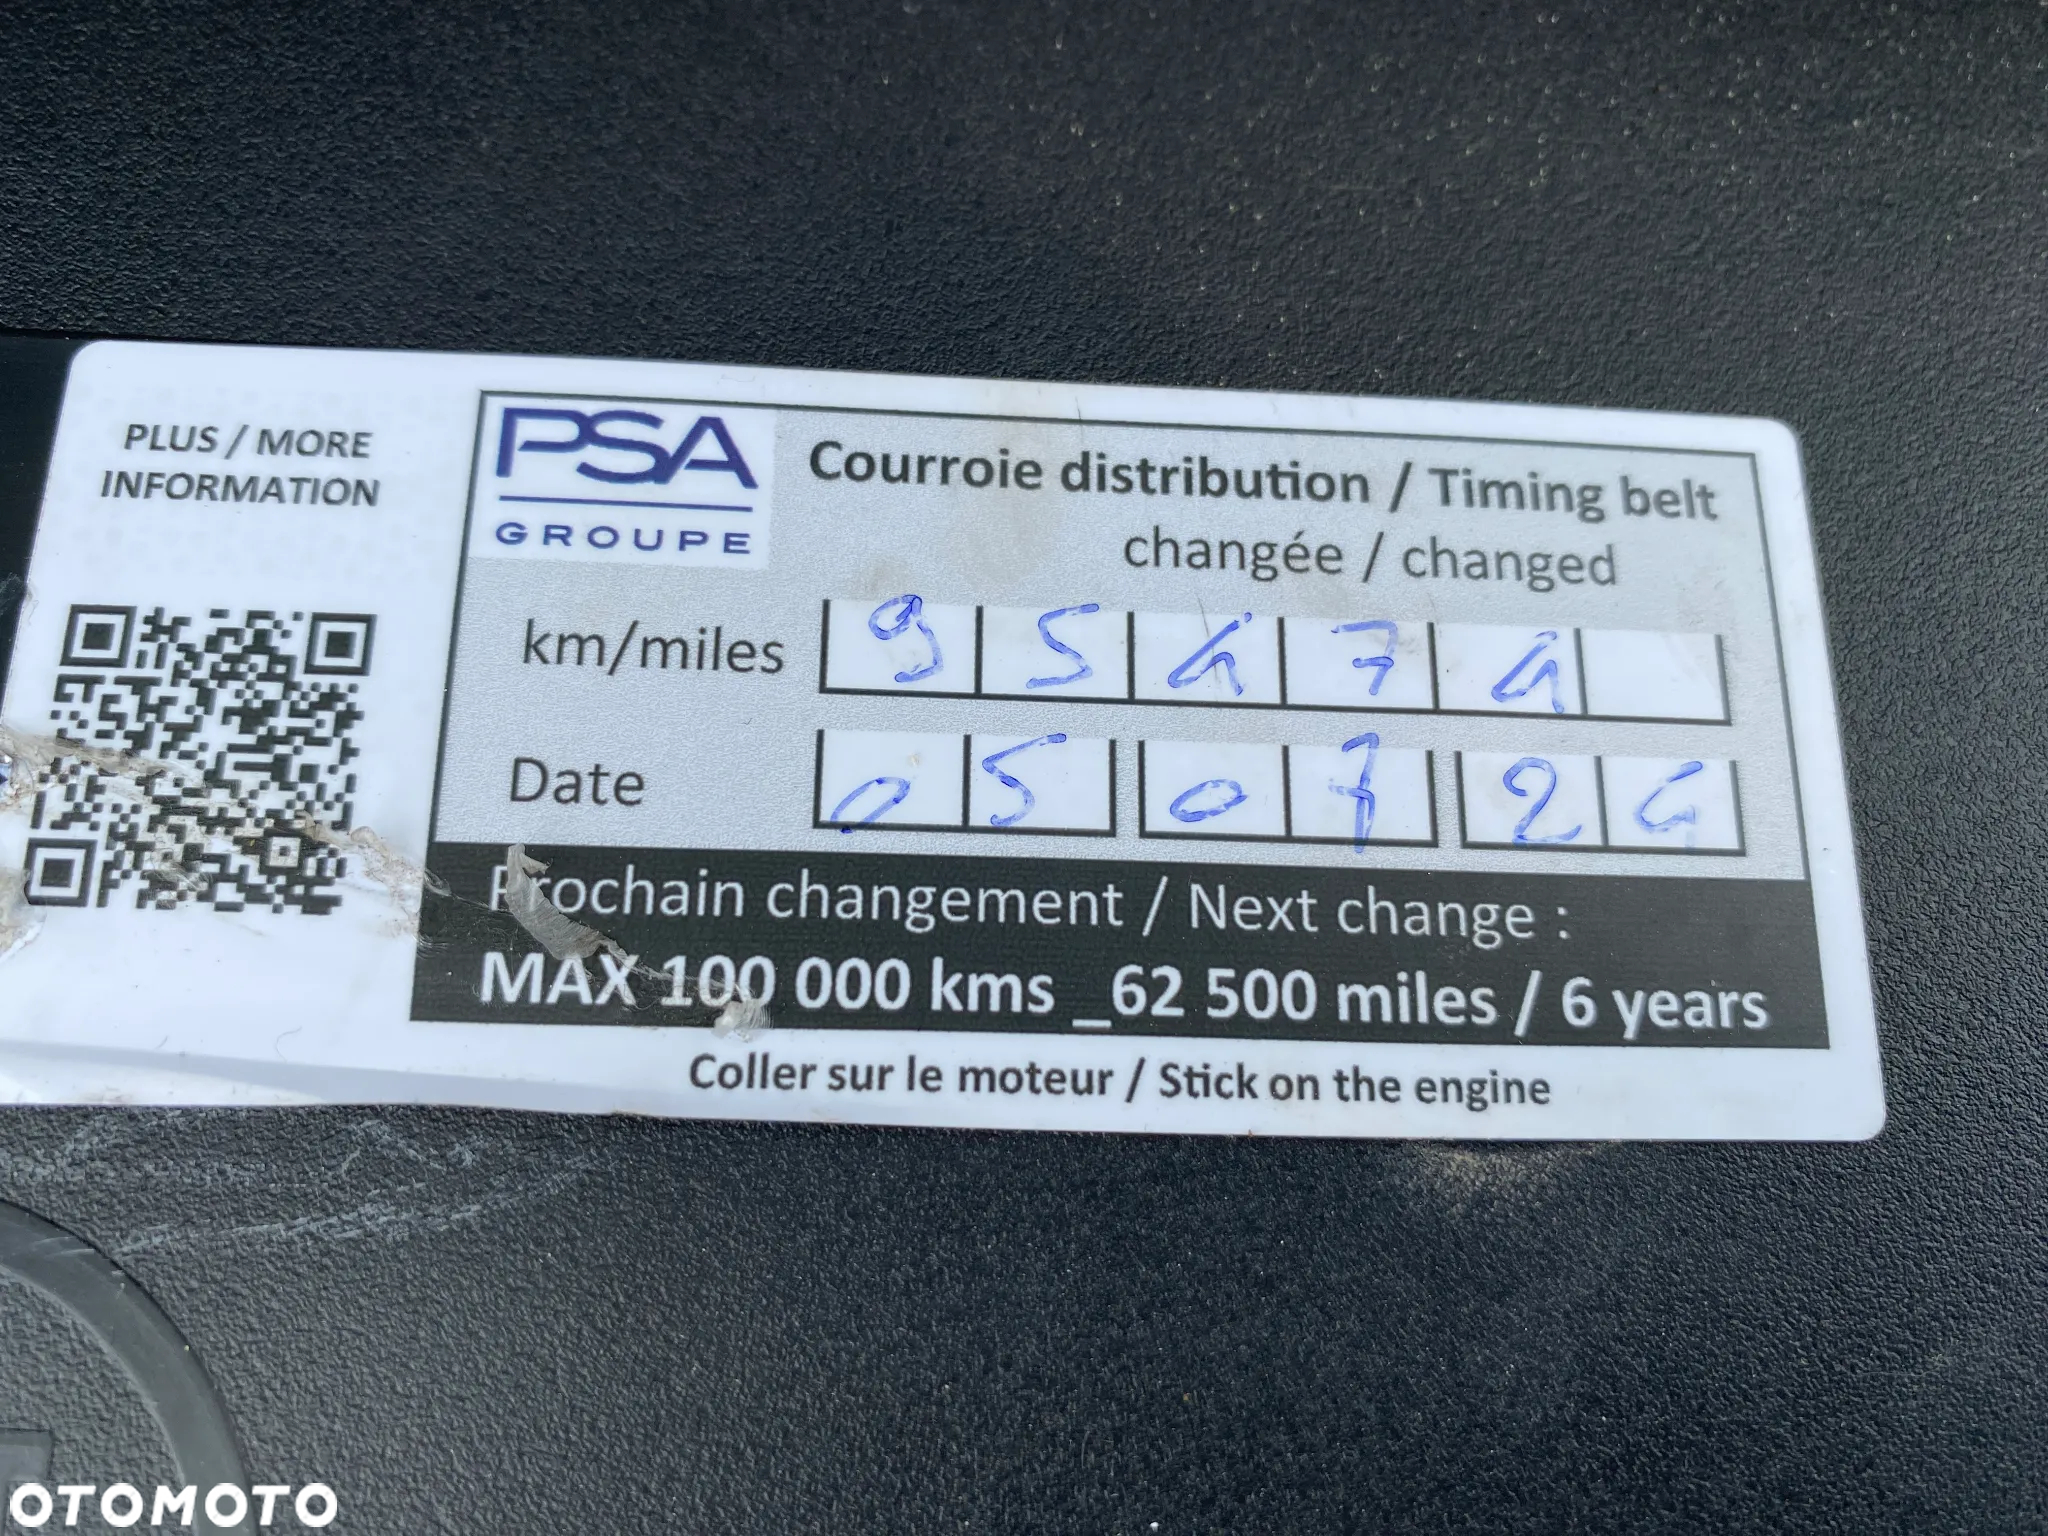 PLUS / MORE
INFORMATION
PSA
GROUPE
Courroie distribution / Timing belt
changée / changed
km/miles 9 5 4 7 4
Date 0 5 0 7 2 4
Prochain changement / Next change :
MAX 100 000 kms _62 500 miles / 6 years
Coller sur le moteur / Stick on the engine
OTOMOTO